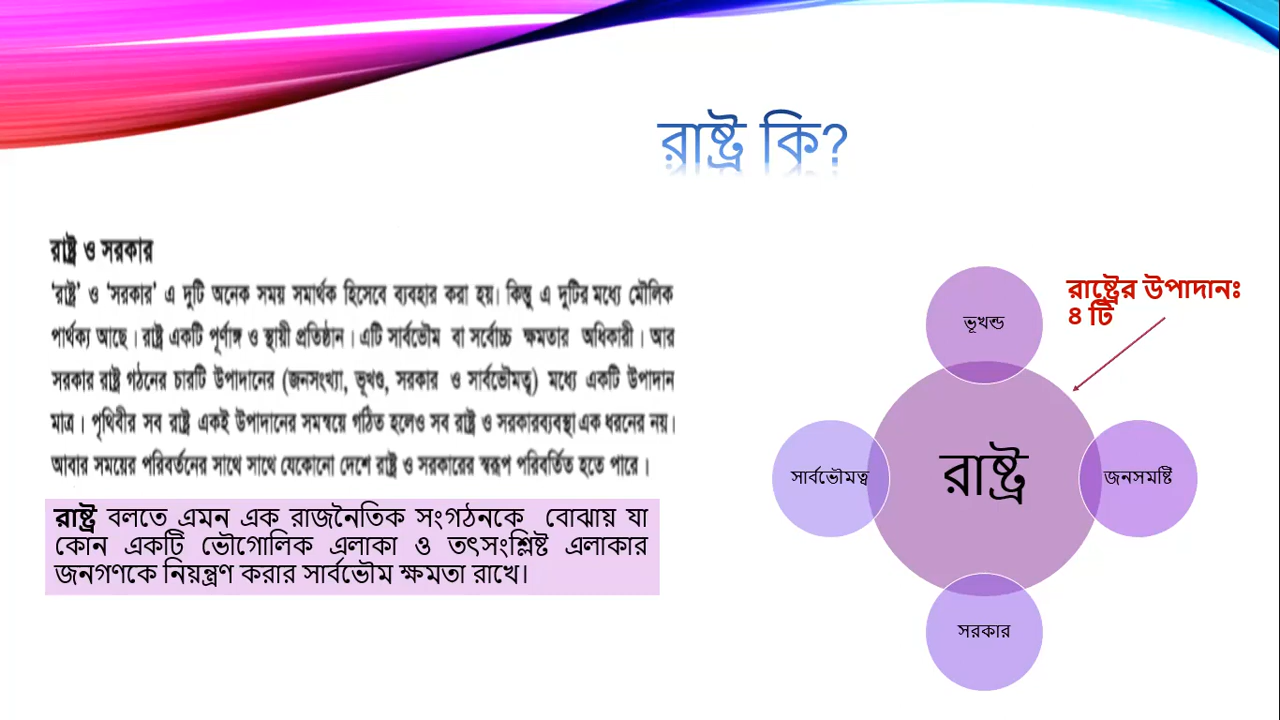 রাষ্ট্র কি?
রাষ্ট্র ও সরকার
‘রাষ্ট্র’ ও ‘সরকার’ এ দুটি অনেক সময় সমার্থক হিসেবে ব্যবহার করা হয়। কিন্তু এ দুটির মধ্যে মৌলিক
পার্থক্য আছে। রাষ্ট্র একটি পূর্ণাঙ্গ ও স্থায়ী প্রতিষ্ঠান। এটি সার্বভৌম বা সর্বোচ্চ ক্ষমতার অধিকারী। আর
সরকার রাষ্ট্র গঠনের চারটি উপাদানের (জনসংখ্যা, ভূখণ্ড, সরকার ও সার্বভৌমত্ব) মধ্যে একটি উপাদান
মাত্র। পৃথিবীর সব রাষ্ট্র একই উপাদানের সমন্বয়ে গঠিত হলেও সব রাষ্ট্র ও সরকারব্যবস্থা এক ধরনের নয়।
আবার সময়ের পরিবর্তনের সাথে সাথে যেকোনো দেশে রাষ্ট্র ও সরকারের স্বরূপ পরিবর্তিত হতে পারে।
রাষ্ট্র বলতে এমন এক রাজনৈতিক সংগঠনকে বোঝায় যা
কোন একটি ভৌগোলিক এলাকা ও তৎসংশ্লিষ্ট এলাকার
জনগণকে নিয়ন্ত্রণ করার সার্বভৌম ক্ষমতা রাখে।
রাষ্ট্রের উপাদানঃ
৪ টি
ভূখন্ড
সার্বভৌমত্ব
রাষ্ট্র
জনসমষ্টি
সরকার